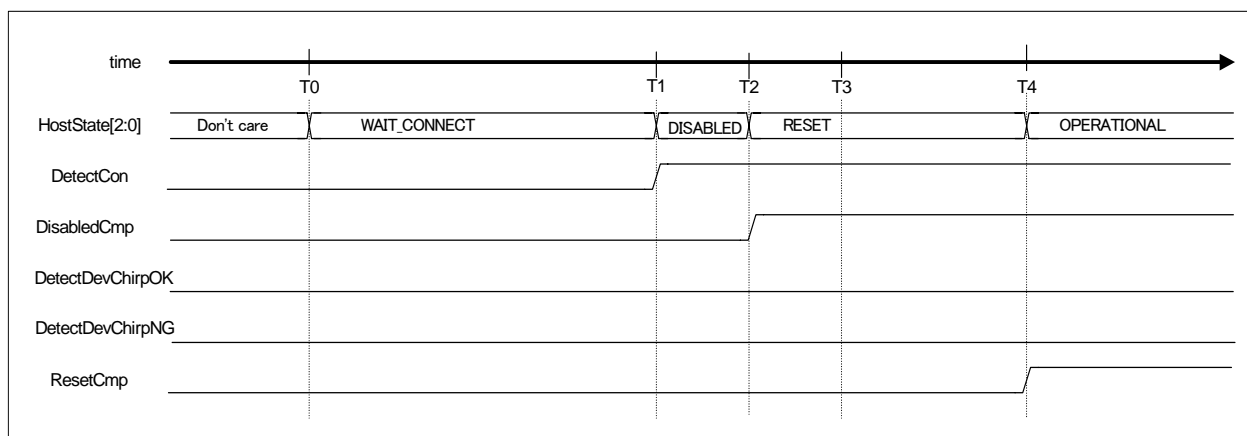 time
T0 T1 T2 T3 T4
HostState[2:0] Don't care WAIT_CONNECT DISABLED RESET OPERATIONAL
DetectCon
DisabledCmp
DetectDevChirpOK
DetectDevChirpNG
ResetCmp